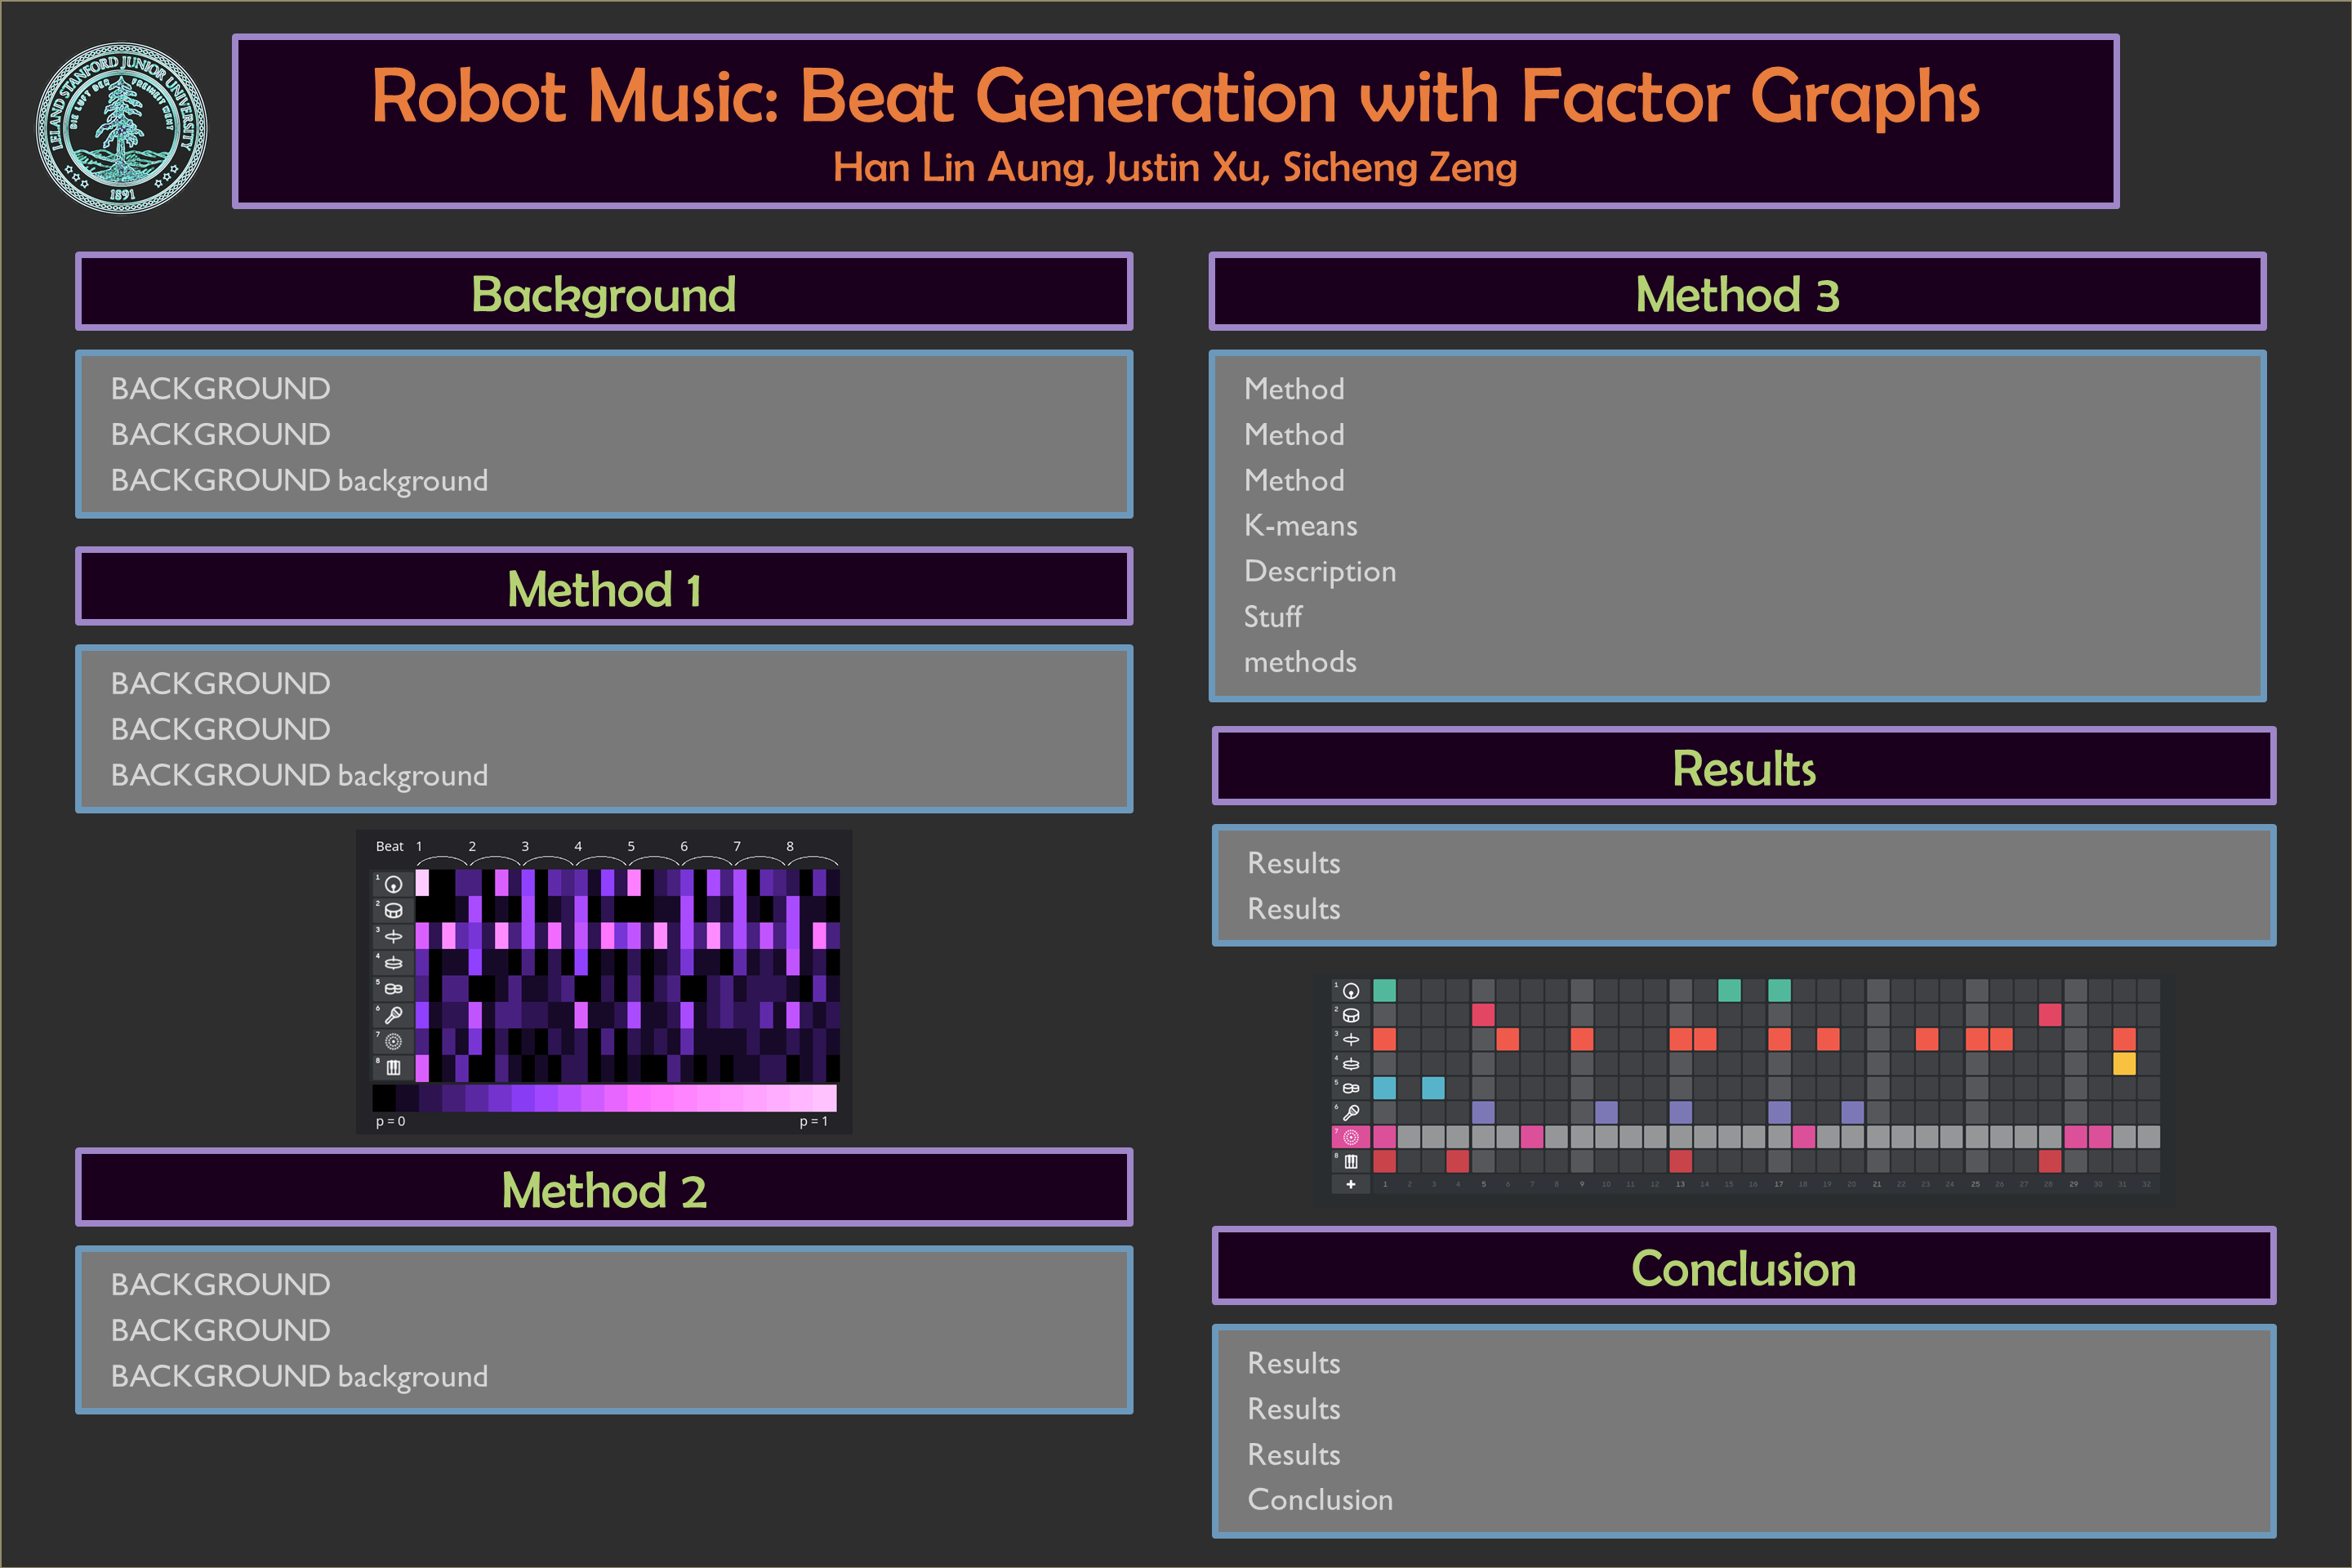 LELAND STANFORD JUNIOR UNIVERSITY
DIE LUFT DER FREIHEIT WEHT
1891
Robot Music: Beat Generation with Factor Graphs
Han Lin Aung, Justin Xu, Sicheng Zeng
Background
BACKGROUND
BACKGROUND
BACKGROUND background
Method 1
BACKGROUND
BACKGROUND
BACKGROUND background
Beat 1 2 3 4 5 6 7 8
1
2
3
4
5
6
7
8
p = 0 p = 1
Method 2
BACKGROUND
BACKGROUND
BACKGROUND background
Method 3
Method
Method
Method
K-means
Description
Stuff
methods
Results
Results
Results
1
2
3
4
5
6
7
8
+ 1 2 3 4 5 6 7 8 9 10 11 12 13 14 15 16 17 18 19 20 21 22 23 24 25 26 27 28 29 30 31 32
Conclusion
Results
Results
Results
Conclusion